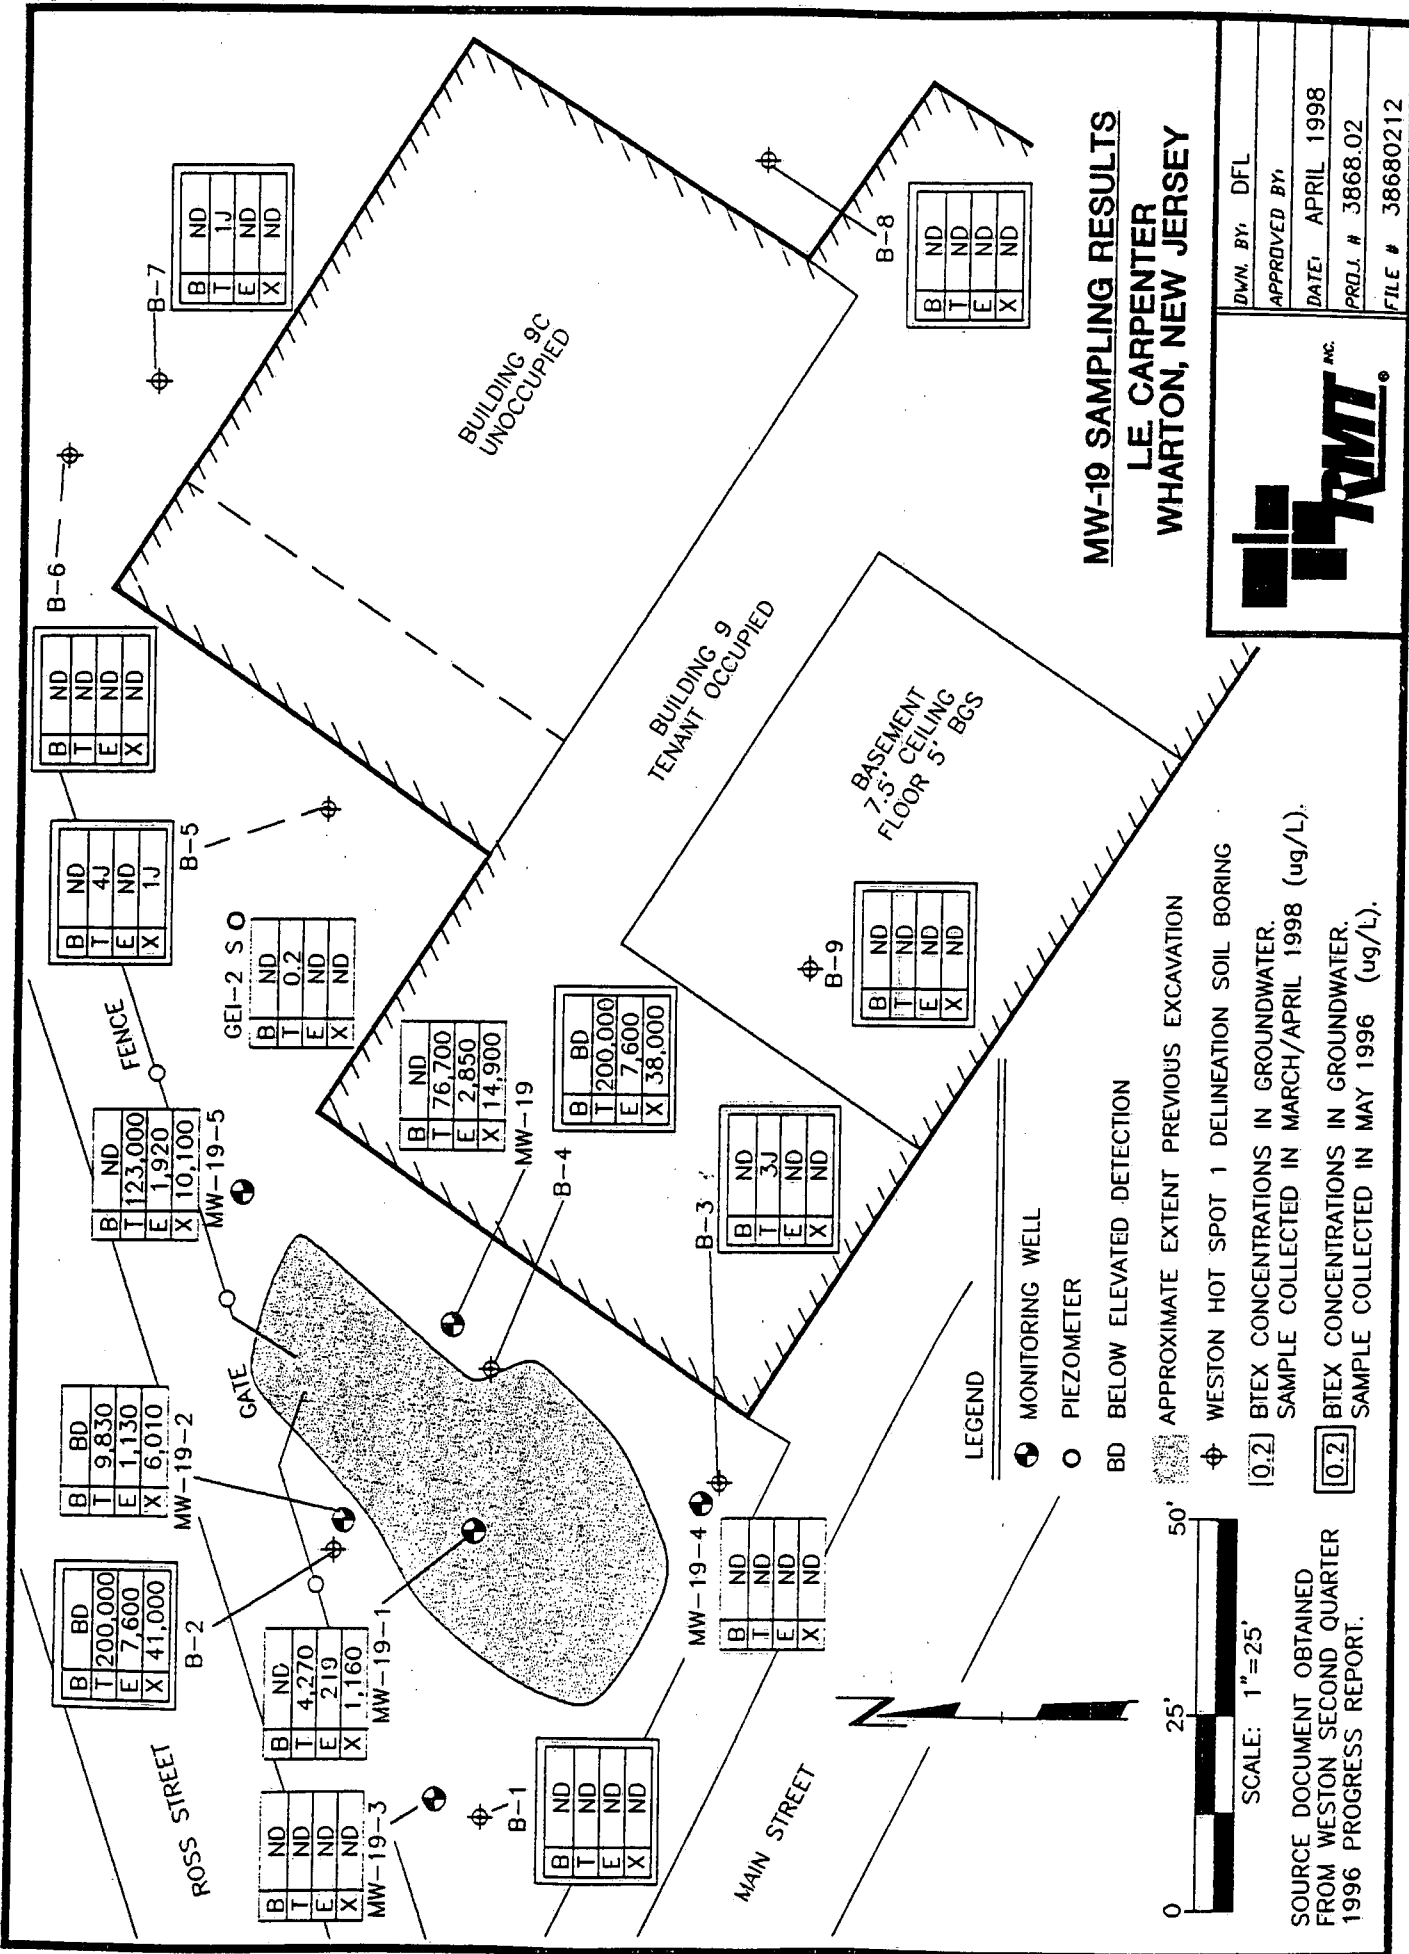 ROSS STREET
FENCE
GATE
MAIN STREET
B ND
T ND
E ND
X ND
MW-19-3
B ND
T 4,270
E 219
X 1,160
MW-19-1
B BD
T 200,000
E 7,600
X 41,000
B-2
B BD
T 9,830
E 1,130
X 6,010
MW-19-2
B ND
T 123,000
E 1,920
X 10,100
MW-19-5
B ND
T 4J
E ND
X 1J
B-5
B ND
T ND
E ND
X ND
B-6
B-7
B ND
T 1J
E ND
X ND
GEI-2 S
B ND
T 0.2
E ND
X ND
B ND
T 76,700
E 2,850
X 14,900
MW-19
B-4
B BD
T 200,000
E 7,600
X 38,000
B-1
B ND
T ND
E ND
X ND
MW-19-4
B ND
T ND
E ND
X ND
B-3
B ND
T 3J
E ND
X ND
B-9
B ND
T ND
E ND
X ND
B-8
B ND
T ND
E ND
X ND
BUILDING 9C
UNOCCUPIED
BUILDING 9
TENANT OCCUPIED
BASEMENT
7.5' CEILING
FLOOR 5' BGS
N
0 25' 50'
SCALE: 1"=25'
SOURCE DOCUMENT OBTAINED
FROM WESTON SECOND QUARTER
1996 PROGRESS REPORT.
LEGEND
MONITORING WELL
PIEZOMETER
BD BELOW ELEVATED DETECTION
APPROXIMATE EXTENT PREVIOUS EXCAVATION
WESTON HOT SPOT 1 DELINEATION SOIL BORING
0.2 BTEX CONCENTRATIONS IN GROUNDWATER.
SAMPLE COLLECTED IN MARCH/APRIL 1998 (ug/L).
0.2 BTEX CONCENTRATIONS IN GROUNDWATER.
SAMPLE COLLECTED IN MAY 1996 (ug/L).
MW-19 SAMPLING RESULTS
L.E. CARPENTER
WHARTON, NEW JERSEY
RMT INC.
®
DWN. BY: DFL
APPROVED BY:
DATE: APRIL 1998
PROJ. # 3868.02
FILE # 38680212